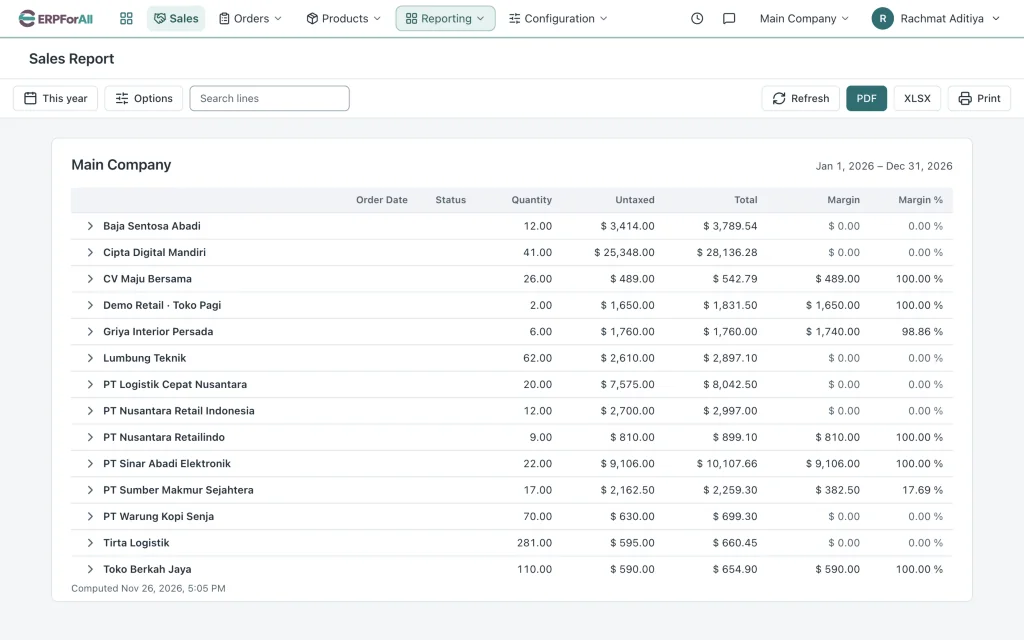 ERPForAll Sales Orders Products Reporting Configuration Main Company R Rachmat Aditiya
Sales Report
This year Options Search lines Refresh PDF XLSX Print
Main Company Jan 1, 2026 – Dec 31, 2026
Order Date Status Quantity Untaxed Total Margin Margin %
Baja Sentosa Abadi 12.00 $ 3,414.00 $ 3,789.54 $ 0.00 0.00 %
Cipta Digital Mandiri 41.00 $ 25,348.00 $ 28,136.28 $ 0.00 0.00 %
CV Maju Bersama 26.00 $ 489.00 $ 542.79 $ 489.00 100.00 %
Demo Retail · Toko Pagi 2.00 $ 1,650.00 $ 1,831.50 $ 1,650.00 100.00 %
Griya Interior Persada 6.00 $ 1,760.00 $ 1,760.00 $ 1,740.00 98.86 %
Lumbung Teknik 62.00 $ 2,610.00 $ 2,897.10 $ 0.00 0.00 %
PT Logistik Cepat Nusantara 20.00 $ 7,575.00 $ 8,042.50 $ 0.00 0.00 %
PT Nusantara Retail Indonesia 12.00 $ 2,700.00 $ 2,997.00 $ 0.00 0.00 %
PT Nusantara Retailindo 9.00 $ 810.00 $ 899.10 $ 810.00 100.00 %
PT Sinar Abadi Elektronik 22.00 $ 9,106.00 $ 10,107.66 $ 9,106.00 100.00 %
PT Sumber Makmur Sejahtera 17.00 $ 2,162.50 $ 2,259.30 $ 382.50 17.69 %
PT Warung Kopi Senja 70.00 $ 630.00 $ 699.30 $ 0.00 0.00 %
Tirta Logistik 281.00 $ 595.00 $ 660.45 $ 0.00 0.00 %
Toko Berkah Jaya 110.00 $ 590.00 $ 654.90 $ 590.00 100.00 %
Computed Nov 26, 2026, 5:05 PM